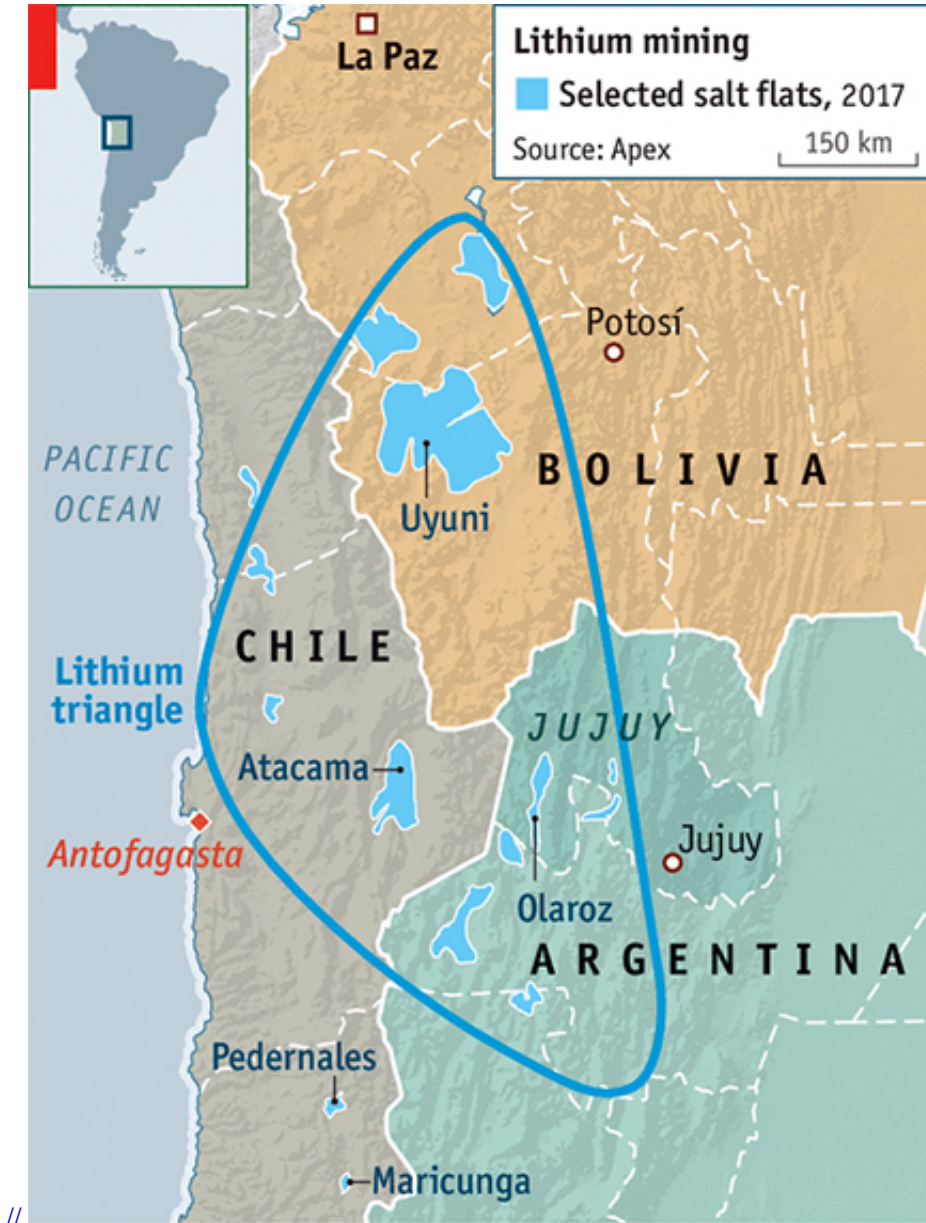 La Paz
Lithium mining
Selected salt flats, 2017
Source: Apex
150 km
Potosí
PACIFIC
OCEAN
BOLIVIA
Uyuni
CHILE
Lithium
triangle
JUJUY
Atacama
Antofagasta
Jujuy
Olaroz
ARGENTINA
Pedernales
Maricunga
//